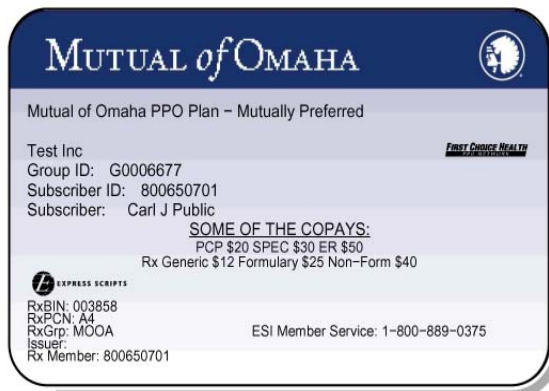 MUTUAL of OMAHA
Mutual of Omaha PPO Plan – Mutually Preferred
Test Inc
FIRST CHOICE HEALTH
PPO NETWORK
Group ID: G0006677
Subscriber ID: 800650701
Subscriber: Carl J Public
SOME OF THE COPAYS:
PCP $20 SPEC $30 ER $50
Rx Generic $12 Formulary $25 Non–Form $40
EXPRESS SCRIPTS
RxBIN: 003858
RxPCN: A4
RxGrp: MOOA
ESI Member Service: 1–800–889–0375
Issuer:
Rx Member: 800650701